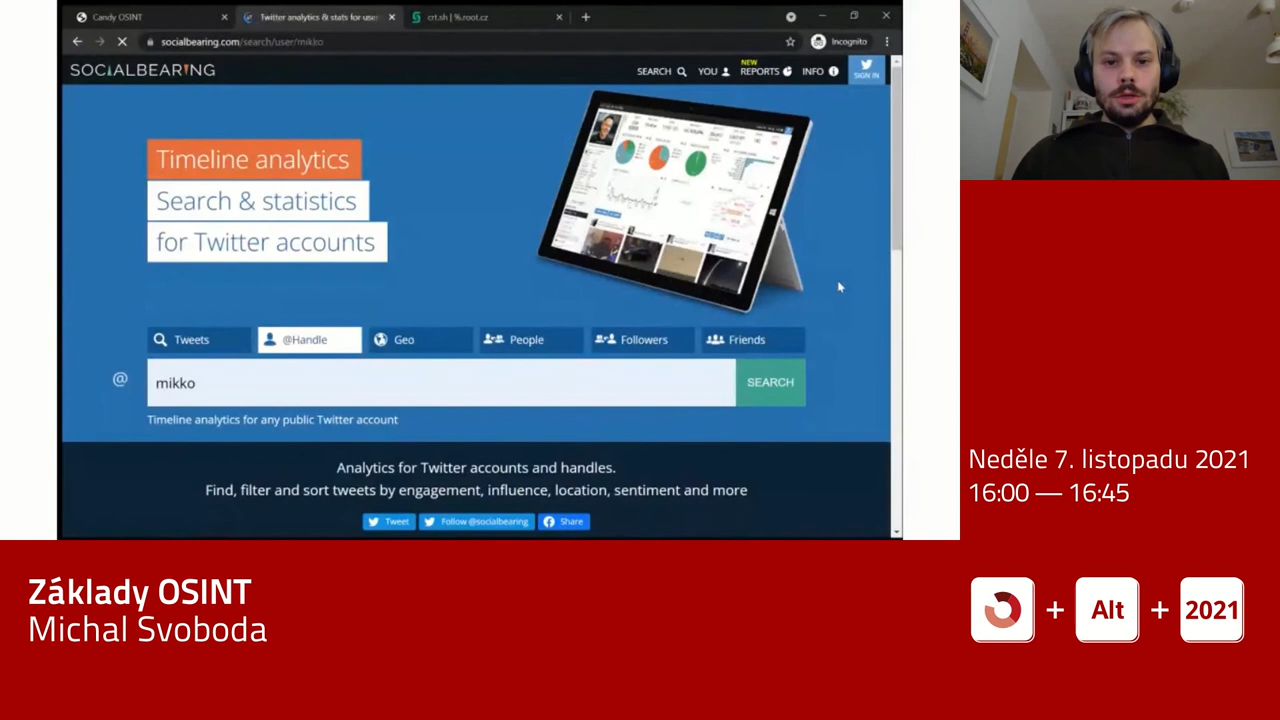 Candy OSINT
Twitter analytics & stats for user
crt.sh | %.root.cz
socialbearing.com/search/user/mikko
Incognito
SOCIALBEARING
SEARCH
YOU
NEW
REPORTS
INFO
SIGN IN
Timeline analytics
Search & statistics
for Twitter accounts
Tweets
@Handle
Geo
People
Followers
Friends
@
mikko
SEARCH
Timeline analytics for any public Twitter account
Analytics for Twitter accounts and handles.
Find, filter and sort tweets by engagement, influence, location, sentiment and more
Tweet
Follow @socialbearing
Share
Neděle 7. listopadu 2021
16:00 — 16:45
Základy OSINT
Michal Svoboda
+ Alt + 2021